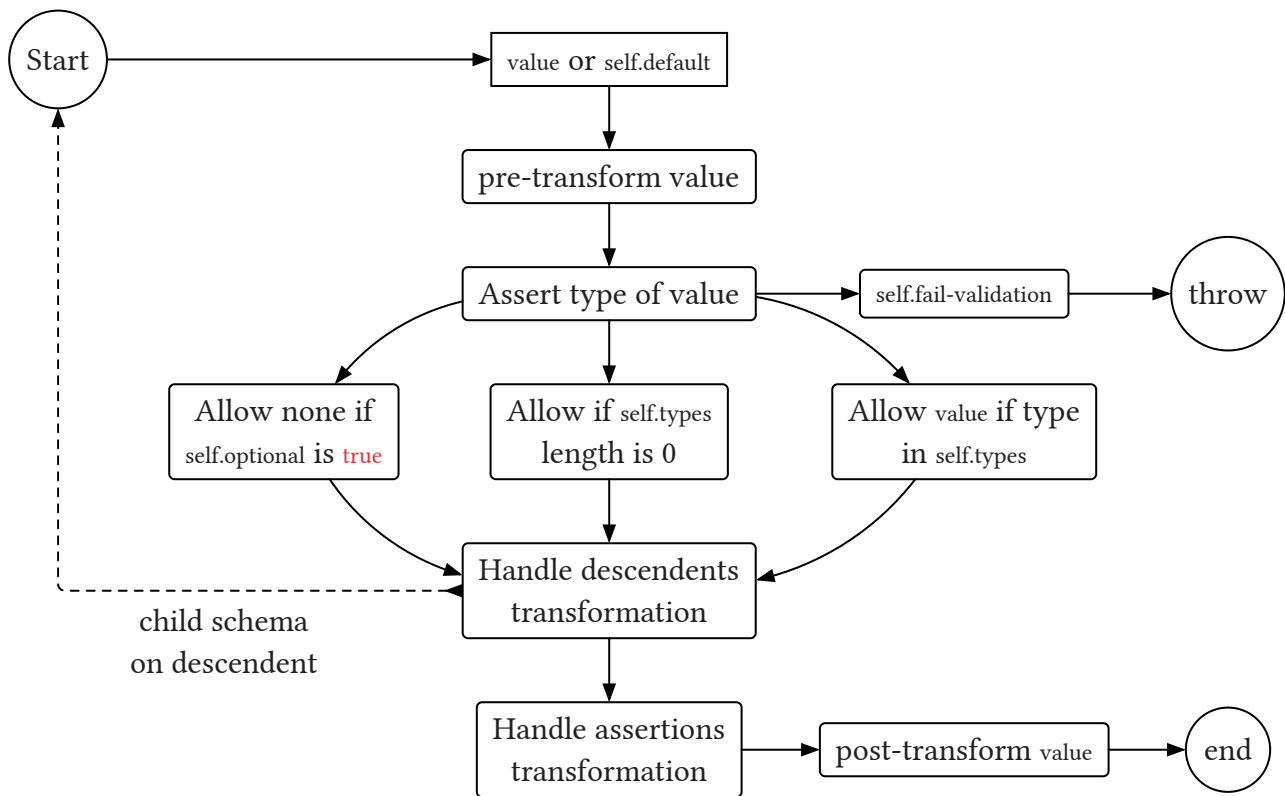 Start
value or self.default
pre-transform value
Assert type of value
self.fail-validation
throw
Allow none if
self.optional is true
Allow if self.types
length is 0
Allow value if type
in self.types
Handle descendents
transformation
child schema
on descendent
Handle assertions
transformation
post-transform value
end